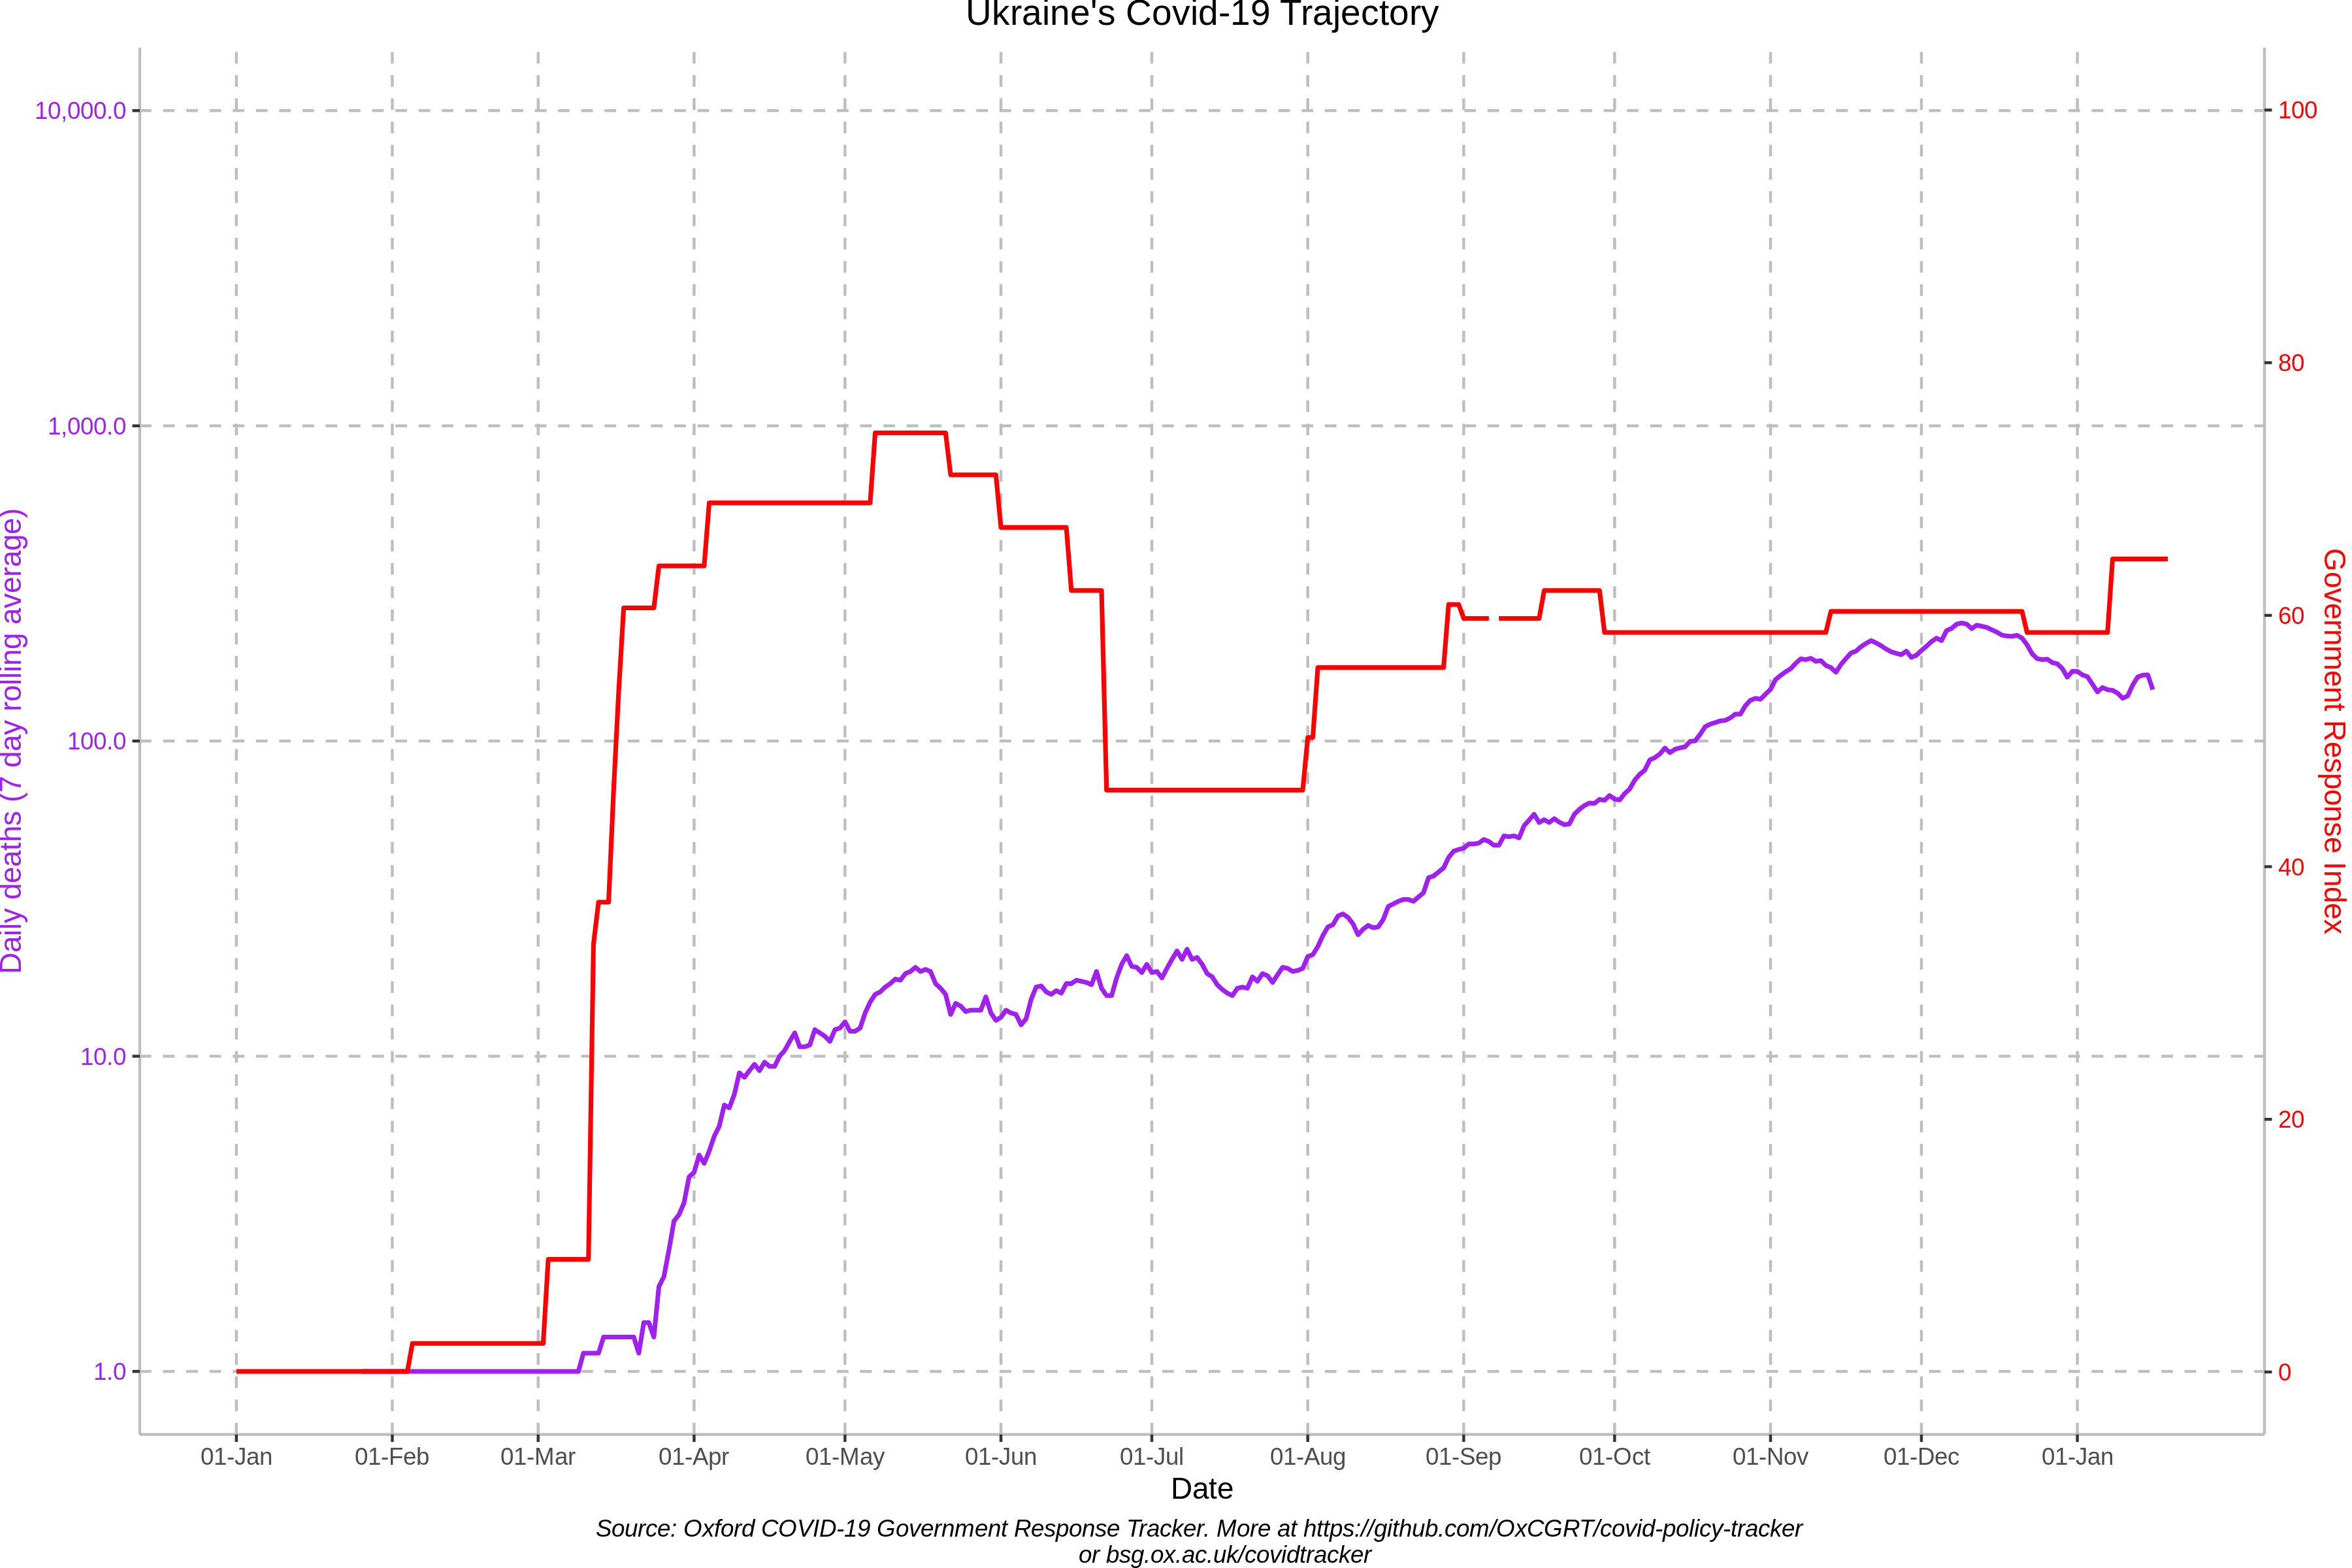 Ukraine's Covid-19 Trajectory
10,000.0
1,000.0
100.0
10.0
1.0
Daily deaths (7 day rolling average)
100
80
60
40
20
0
Government Response Index
01-Jan 01-Feb 01-Mar 01-Apr 01-May 01-Jun 01-Jul 01-Aug 01-Sep 01-Oct 01-Nov 01-Dec 01-Jan
Date
Source: Oxford COVID-19 Government Response Tracker. More at https://github.com/OxCGRT/covid-policy-tracker
or bsg.ox.ac.uk/covidtracker